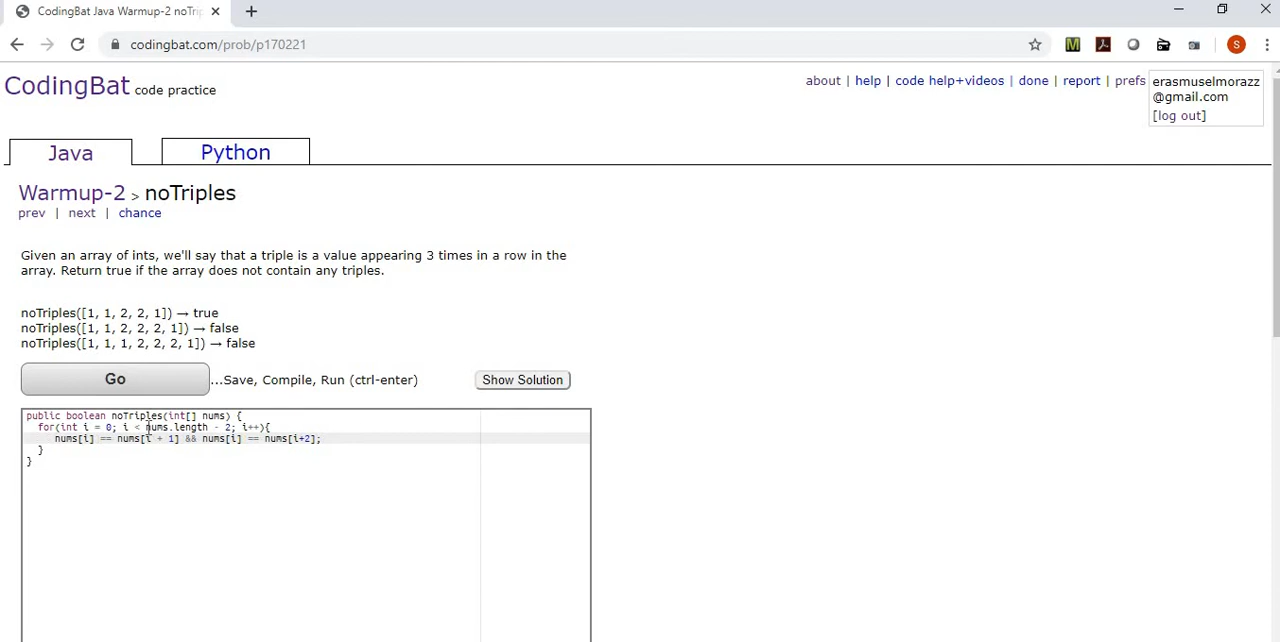 CodingBat Java Warmup-2 noTri
codingbat.com/prob/p170221
CodingBat code practice
about | help | code help+videos | done | report | prefs
erasmuselmorazz
@gmail.com
[log out]
Java
Python
Warmup-2 > noTriples
prev | next | chance
Given an array of ints, we'll say that a triple is a value appearing 3 times in a row in the
array. Return true if the array does not contain any triples.
noTriples([1, 1, 2, 2, 1]) → true
noTriples([1, 1, 2, 2, 2, 1]) → false
noTriples([1, 1, 1, 2, 2, 2, 1]) → false
Go ...Save, Compile, Run (ctrl-enter) Show Solution
public boolean noTriples(int[] nums) {
for(int i = 0; i < nums.length - 2; i++){
nums[i] == nums[i + 1] && nums[i] == nums[i+2];
}
}
M
S